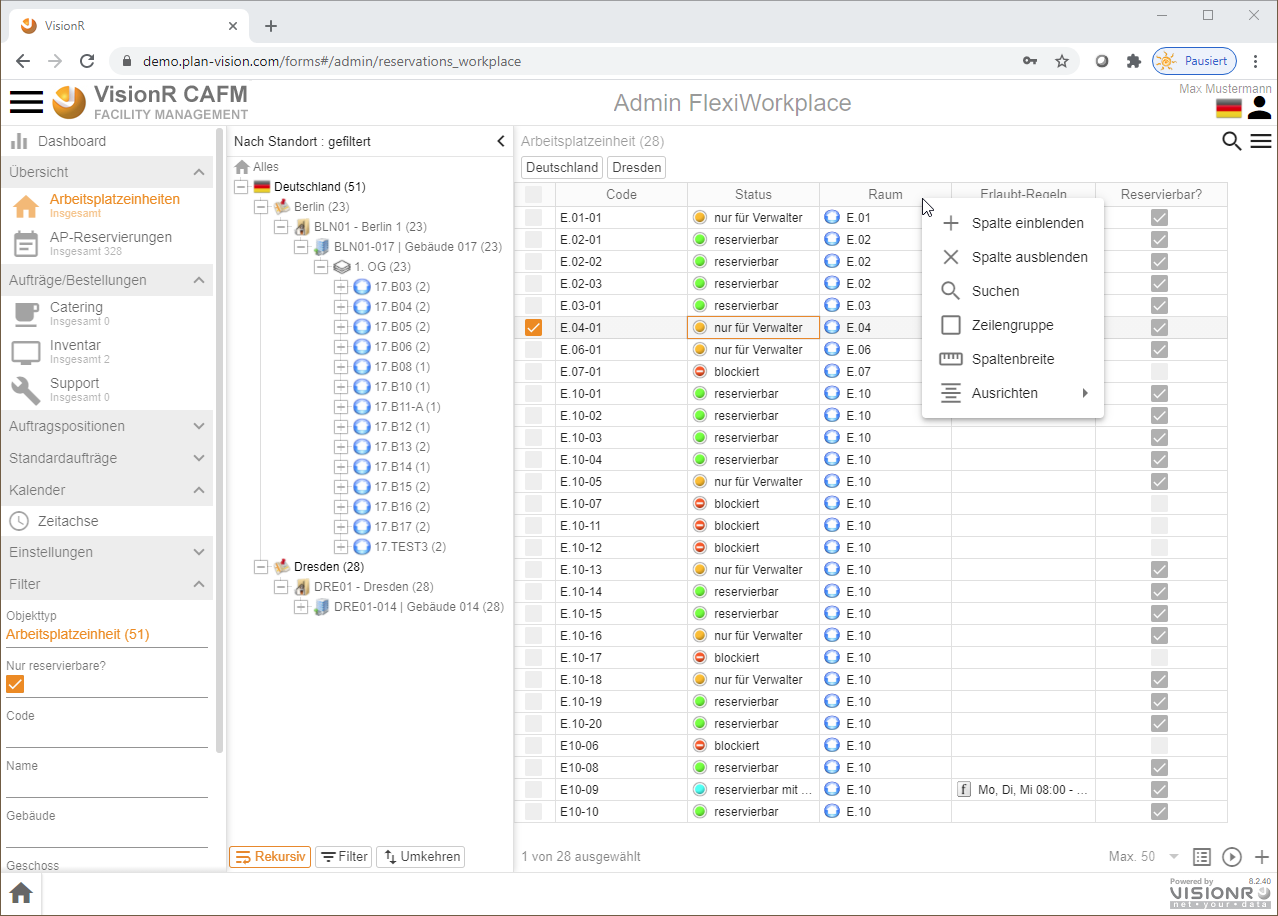 VisionR
demo.plan-vision.com/forms#/admin/reservations_workplace
Pausiert
VisionR CAFM
FACILITY MANAGEMENT
Admin FlexiWorkplace
Max Mustermann
Dashboard
Übersicht
Arbeitsplatzeinheiten
Insgesamt
AP-Reservierungen
Insgesamt 328
Aufträge/Bestellungen
Catering
Insgesamt 0
Inventar
Insgesamt 2
Support
Insgesamt 0
Auftragspositionen
Standardaufträge
Kalender
Zeitachse
Einstellungen
Filter
Objekttyp
Arbeitsplatzeinheit (51)
Nur reservierbare?
Code
Name
Gebäude
Geschoss
Nach Standort : gefiltert
Alles
Deutschland (51)
Berlin (23)
BLN01 - Berlin 1 (23)
BLN01-017 | Gebäude 017 (23)
1. OG (23)
17.B03 (2)
17.B04 (2)
17.B05 (2)
17.B06 (2)
17.B08 (1)
17.B10 (1)
17.B11-A (1)
17.B12 (1)
17.B13 (2)
17.B14 (1)
17.B15 (2)
17.B16 (2)
17.B17 (2)
17.TEST3 (2)
Dresden (28)
DRE01 - Dresden (28)
DRE01-014 | Gebäude 014 (28)
Rekursiv Filter Umkehren
Arbeitsplatzeinheit (28)
Deutschland Dresden
Code Status Raum Erlaubt-Regeln Reservierbar?
E.01-01 nur für Verwalter E.01
E.02-01 reservierbar E.02
E.02-02 reservierbar E.02
E.02-03 reservierbar E.02
E.03-01 reservierbar E.03
E.04-01 nur für Verwalter E.04
E.06-01 nur für Verwalter E.06
E.07-01 blockiert E.07
E.10-01 reservierbar E.10
E.10-02 reservierbar E.10
E.10-03 reservierbar E.10
E.10-04 reservierbar E.10
E.10-05 nur für Verwalter E.10
E.10-07 blockiert E.10
E.10-11 blockiert E.10
E.10-12 blockiert E.10
E.10-13 nur für Verwalter E.10
E.10-14 reservierbar E.10
E.10-15 reservierbar E.10
E.10-16 nur für Verwalter E.10
E.10-17 blockiert E.10
E.10-18 nur für Verwalter E.10
E.10-19 reservierbar E.10
E.10-20 reservierbar E.10
E10-06 blockiert E.10
E10-08 reservierbar E.10
E10-09 reservierbar mit ... E.10 f Mo, Di, Mi 08:00 - ...
E10-10 reservierbar E.10
Spalte einblenden
Spalte ausblenden
Suchen
Zeilengruppe
Spaltenbreite
Ausrichten
1 von 28 ausgewählt
Max. 50
Powered by 8.2.40
VISIONR
net • your • data